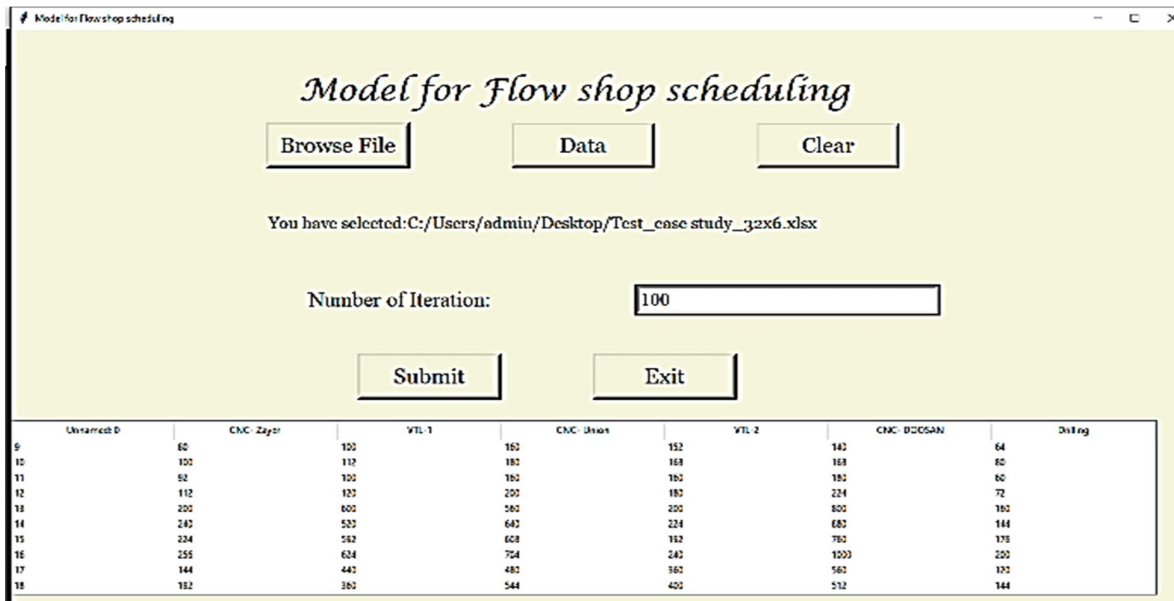 Model for Flow shop scheduling
Model for Flow shop scheduling
Browse File Data Clear
You have selected:C:/Users/admin/Desktop/Test_case study_32x6.xlsx
Number of Iteration: 100
Submit Exit
Unnamed: 0 CNC- Zayer VTL-1 CNC- Union VTL-2 CNC- DOOSAN Drilling
9 60 100 160 152 140 64
10 100 112 180 168 168 80
11 92 100 160 160 180 60
12 112 120 200 180 224 72
13 200 600 560 200 800 160
14 240 520 640 224 680 144
15 224 608 192 760 176
16 256 624 704 240 1000 200
17 144 440 480 360 560 120
18 192 360 544 400 512 144